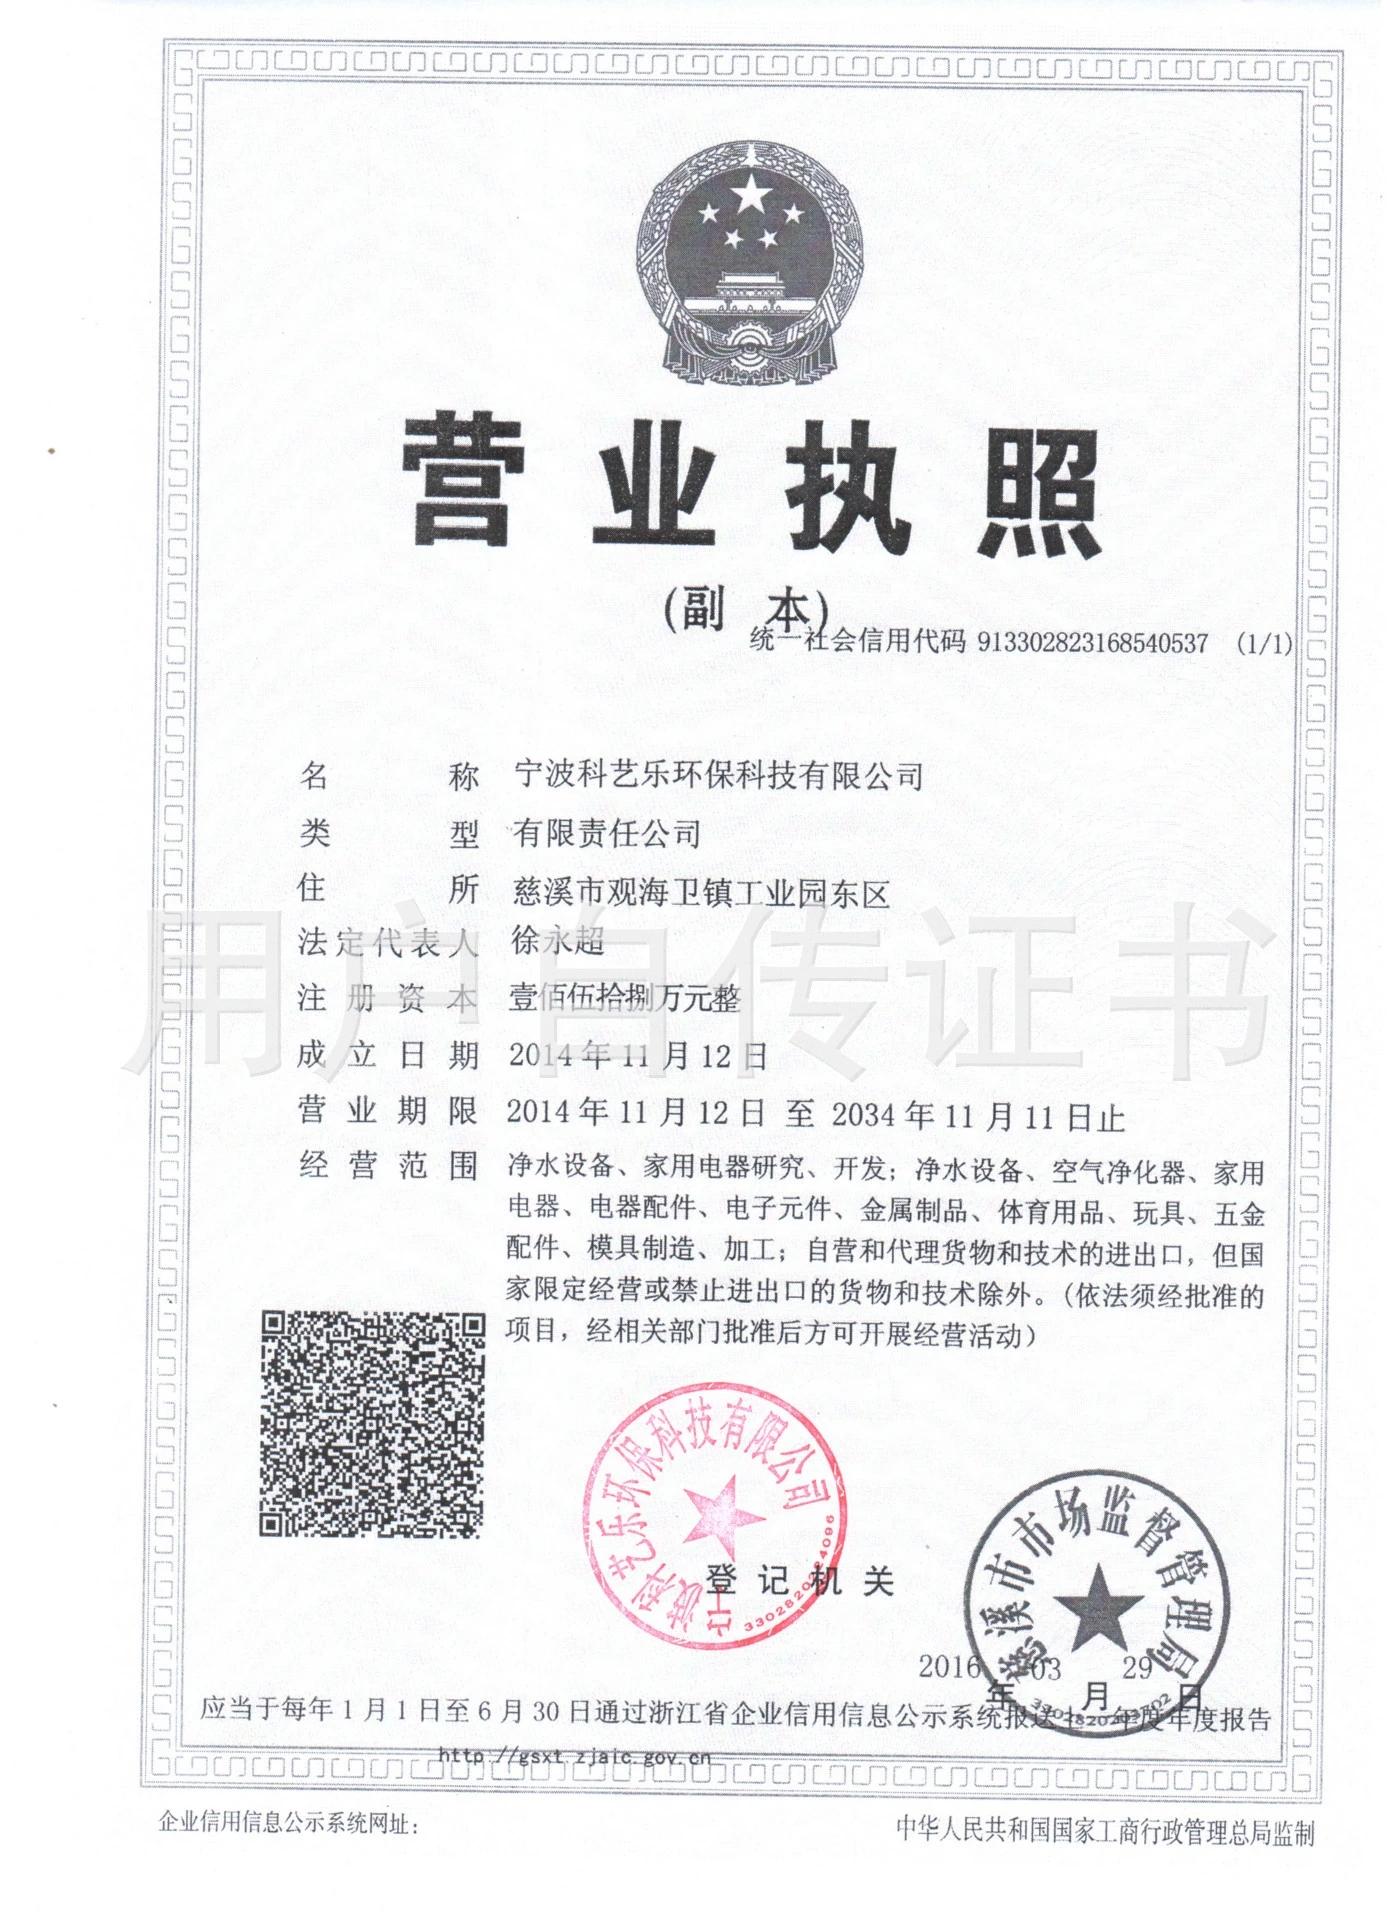 营业执照
(副 本)
统一社会信用代码 913302823168540537 (1/1)
名称 宁波科艺乐环保科技有限公司
类型 有限责任公司
住所 慈溪市观海卫镇工业园东区
法定代表人 徐永超
注册资本 壹佰伍拾捌万元整
成立日期 2014年11月12日
营业期限 2014年11月12日 至 2034年11月11日止
经营范围 净水设备、家用电器研究、开发；净水设备、空气净化器、家用
电器、电器配件、电子元件、金属制品、体育用品、玩具、五金
配件、模具制造、加工；自营和代理货物和技术的进出口，但国
家限定经营或禁止进出口的货物和技术除外。(依法须经批准的
项目，经相关部门批准后方可开展经营活动）
用户自传证书
宁波科艺乐环保科技有限公司
3302820224096
登记机关
慈溪市市场监督管理局
2016年03月29日
应当于每年1月1日至6月30日通过浙江省企业信用信息公示系统报送上一年度年度报告
http://gsxt.zjaic.gov.cn
企业信用信息公示系统网址：
中华人民共和国国家工商行政管理总局监制